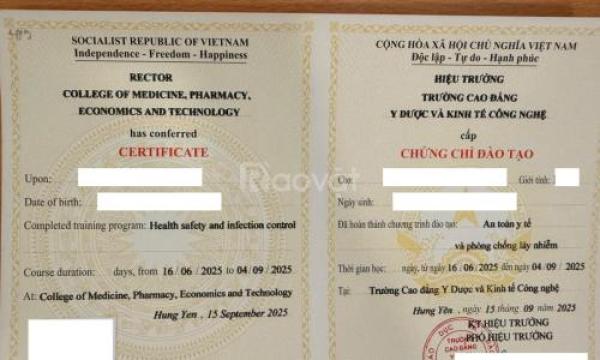 SOCIALIST REPUBLIC OF VIETNAM
Independence - Freedom - Happiness
RECTOR
COLLEGE OF MEDICINE, PHARMACY,
ECONOMICS AND TECHNOLOGY
has conferred
CERTIFICATE
Upon:
Date of birth:
Completed training program: Health safety and infection control
Course duration: days, from 16 / 06 / 2025 to 04 / 09 / 2025
At: College of Medicine, Pharmacy, Economics and Technology
Hung Yen , 15 September 2025
CỘNG HÒA XÃ HỘI CHỦ NGHĨA VIỆT NAM
Độc lập - Tự do - Hạnh phúc
HIỆU TRƯỞNG
TRƯỜNG CAO ĐẲNG
Y DƯỢC VÀ KINH TẾ CÔNG NGHỆ
cấp
CHỨNG CHỈ ĐÀO TẠO
Cho: Giới tính:
Ngày sinh:
Đã hoàn thành chương trình đào tạo: An toàn y tế
và phòng chống lây nhiễm
Thời gian học: ngày, từ ngày 16 / 06 / 2025 đến ngày 04 / 09 / 2025
Tại: Trường Cao đẳng Y Dược và Kinh tế Công nghệ
Hưng Yên , ngày 15 tháng 09 năm 2025
KT HIỆU TRƯỞNG
PHÓ HIỆU TRƯỞNG
TRƯỜNG
CAO ĐẲNG
Raovat